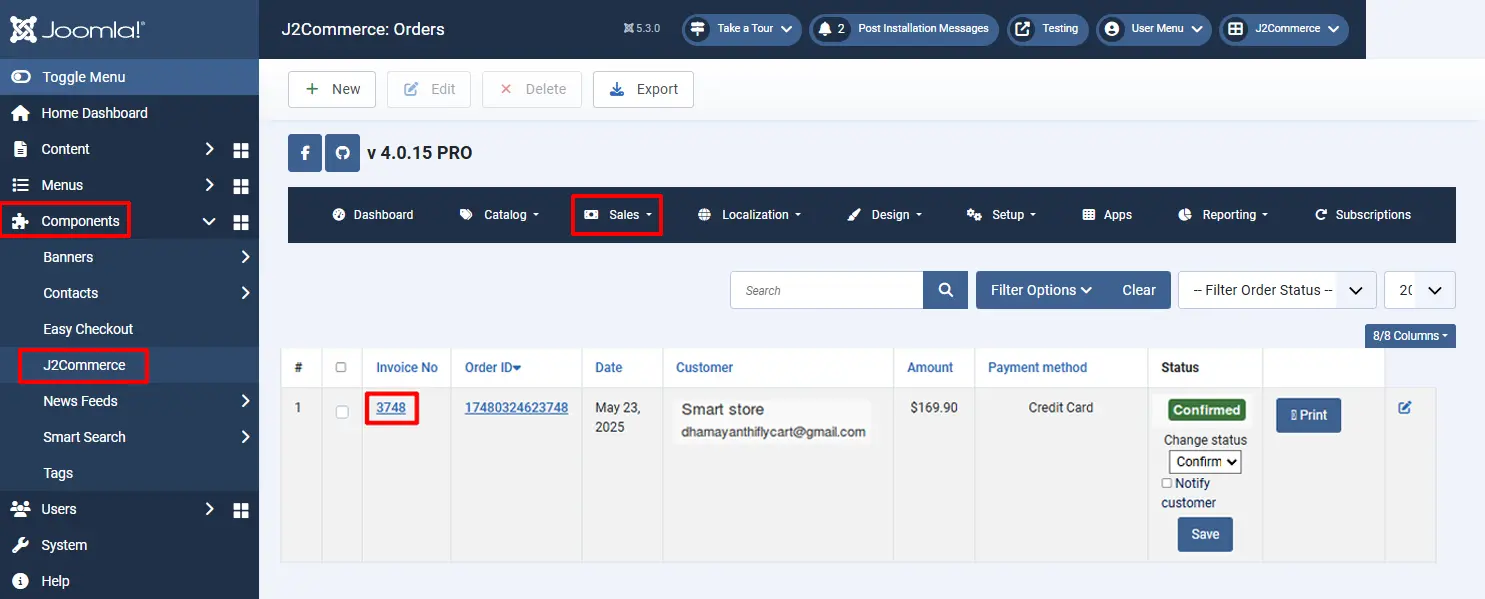 Joomla!®
J2Commerce: Orders
5.3.0
Take a Tour
2 Post Installation Messages
Testing
User Menu
J2Commerce
Toggle Menu
Home Dashboard
Content
Menus
Components
Banners
Contacts
Easy Checkout
J2Commerce
News Feeds
Smart Search
Tags
Users
System
Help
New
Edit
Delete
Export
v 4.0.15 PRO
Dashboard
Catalog
Sales
Localization
Design
Setup
Apps
Reporting
Subscriptions
Search
Filter Options
Clear
-- Filter Order Status --
8/8 Columns
# Invoice No Order ID Date Customer Amount Payment method Status
1 3748 17480324623748 May 23, Smart store $169.90 Credit Card Confirmed Print
2025 dhamayanthiflycart@gmail.com
Change status
Confirm
Notify
customer
Save